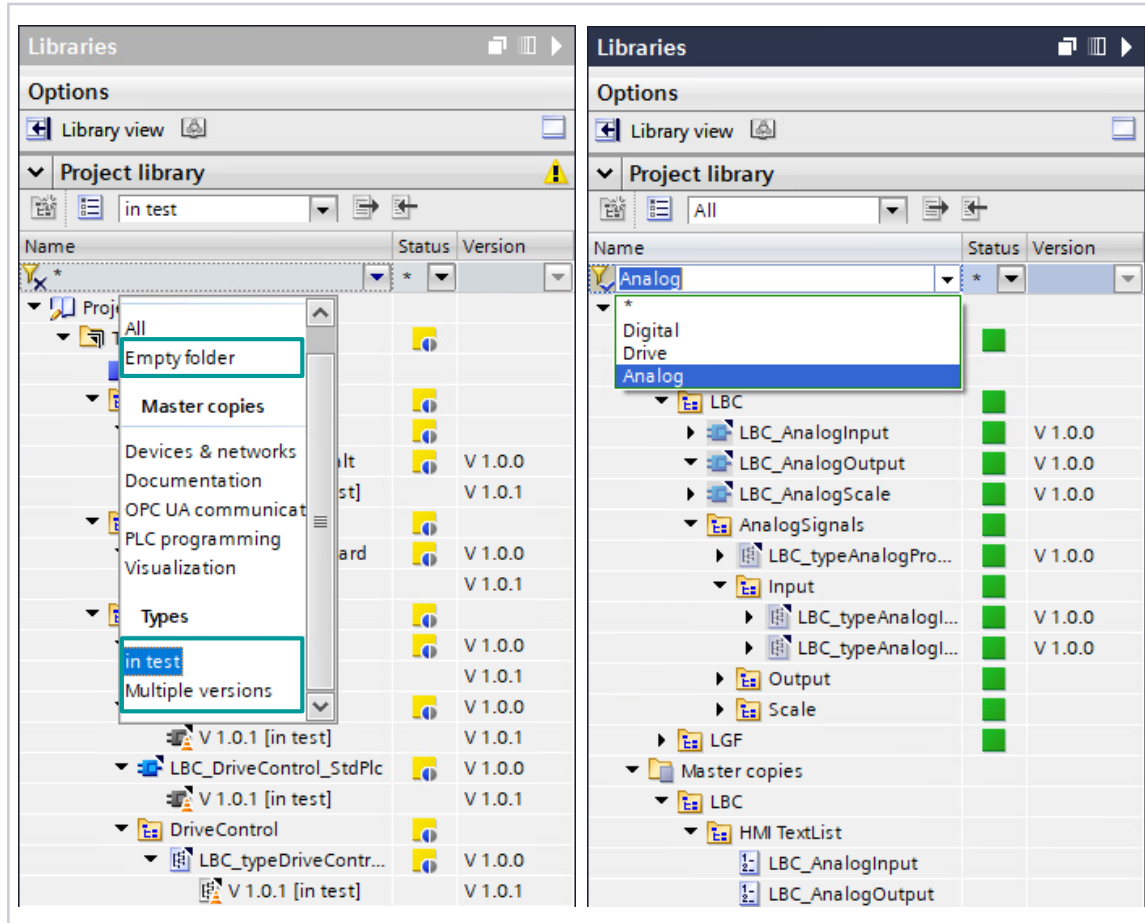 Libraries
Options
Library view
Project library
in test
Name Status Version
* *
Proj
All
Empty folder
Master copies
Devices & networks
Documentation
OPC UA communicat
PLC programming
Visualization
Types
in test
Multiple versions
alt V 1.0.0
st] V 1.0.1
ard V 1.0.0
V 1.0.1
V 1.0.0
V 1.0.1
V 1.0.0
V 1.0.1 [in test] V 1.0.1
LBC_DriveControl_StdPlc V 1.0.0
V 1.0.1 [in test] V 1.0.1
DriveControl
LBC_typeDriveContr... V 1.0.0
V 1.0.1 [in test] V 1.0.1
Libraries
Options
Library view
Project library
All
Name Status Version
Analog *
*
Digital
Drive
Analog
LBC
LBC_AnalogInput V 1.0.0
LBC_AnalogOutput V 1.0.0
LBC_AnalogScale V 1.0.0
AnalogSignals
LBC_typeAnalogPro... V 1.0.0
Input
LBC_typeAnalogI... V 1.0.0
LBC_typeAnalogI... V 1.0.0
Output
Scale
LGF
Master copies
LBC
HMI TextList
LBC_AnalogInput
LBC_AnalogOutput